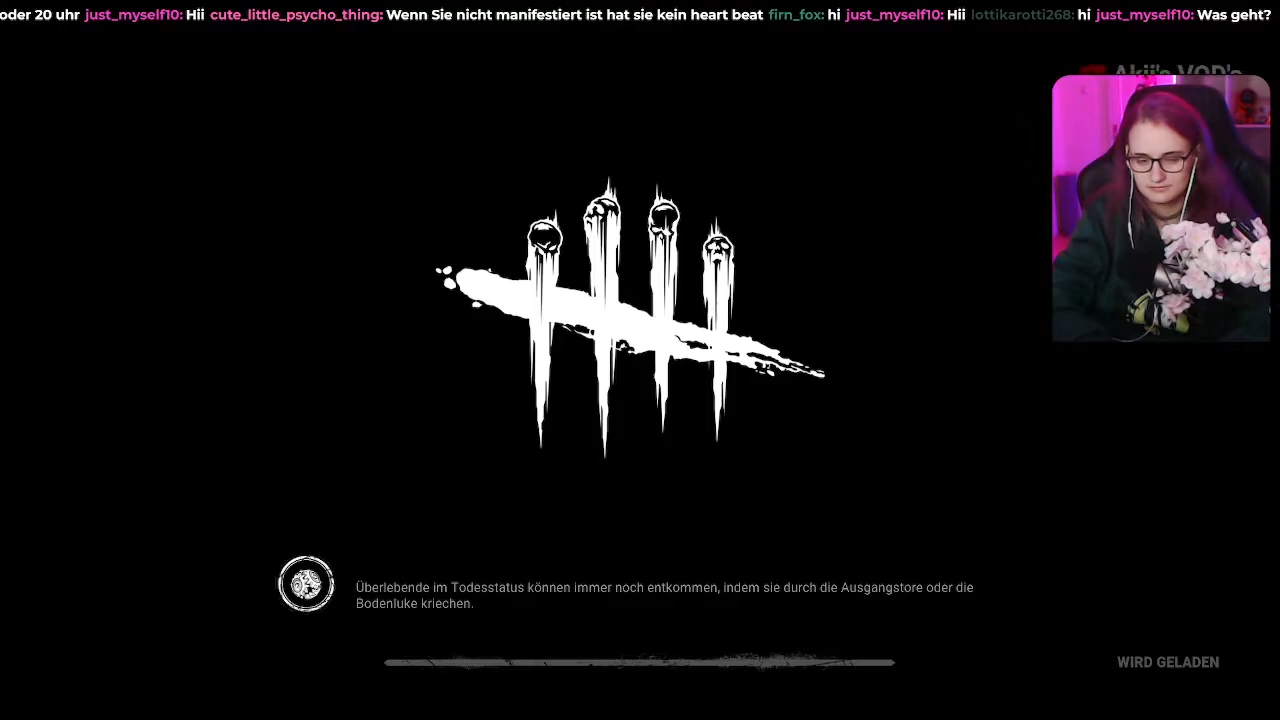 oder 20 uhr just_myself10: Hii cute_little_psycho_thing: Wenn Sie nicht manifestiert ist hat sie kein heart beat firn_fox: hi just_myself10: Hii lottikarotti268: hi just_myself10: Was geht?
Akii's VOD's
Überlebende im Todesstatus können immer noch entkommen, indem sie durch die Ausgangstore oder die
Bodenluke kriechen.
WIRD GELADEN